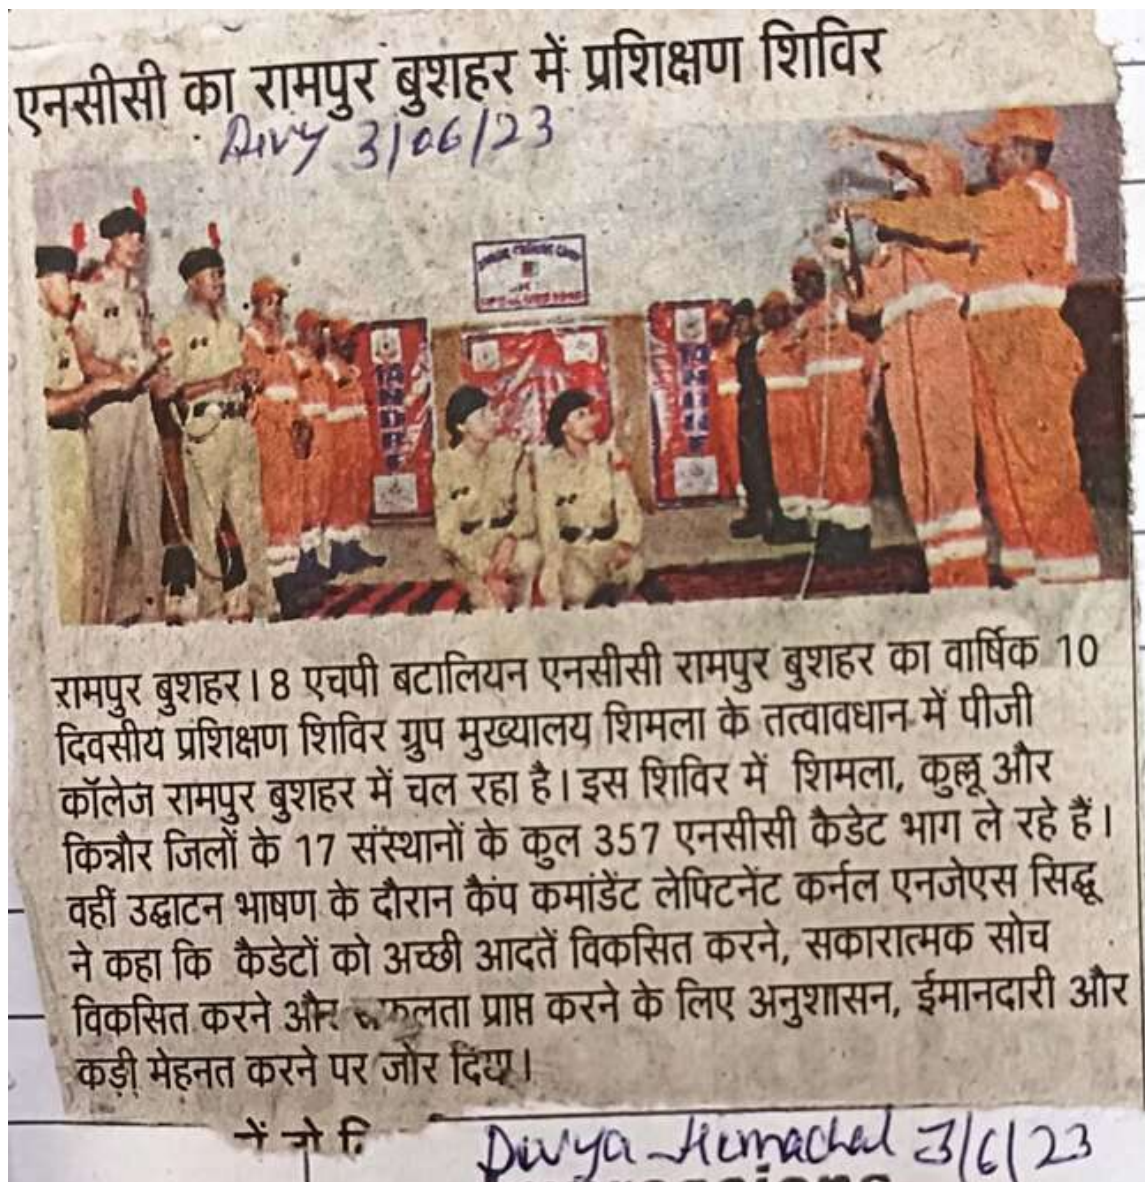 एनसीसी का रामपुर बुशहर में प्रशिक्षण शिविर
Divy 3/06/23
रामपुर बुशहर। 8 एचपी बटालियन एनसीसी रामपुर बुशहर का वार्षिक 10
दिवसीय प्रशिक्षण शिविर ग्रुप मुख्यालय शिमला के तत्वावधान में पीजी
कॉलेज रामपुर बुशहर में चल रहा है। इस शिविर में शिमला, कुल्लू और
किन्नौर जिलों के 17 संस्थानों के कुल 357 एनसीसी कैडेट भाग ले रहे हैं।
वहीं उद्घाटन भाषण के दौरान कैंप कमांडेंट लेफ्टिनेंट कर्नल एनजेएस सिद्धू
ने कहा कि कैडेटों को अच्छी आदतें विकसित करने, सकारात्मक सोच
विकसित करने और सफलता प्राप्त करने के लिए अनुशासन, ईमानदारी और
कड़ी मेहनत करने पर जोर दिया।
Divya Himachal 3/6/23